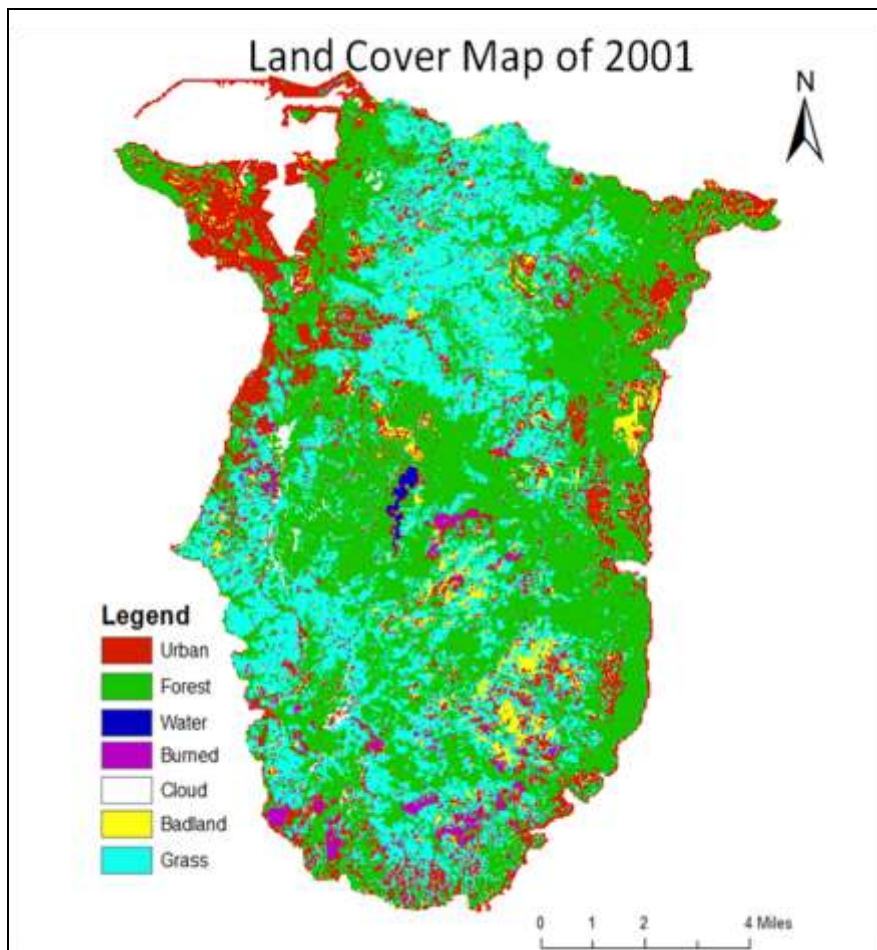 Land Cover Map of 2001
N
Legend
Urban
Forest
Water
Burned
Cloud
Badland
Grass
0 1 2 4 Miles